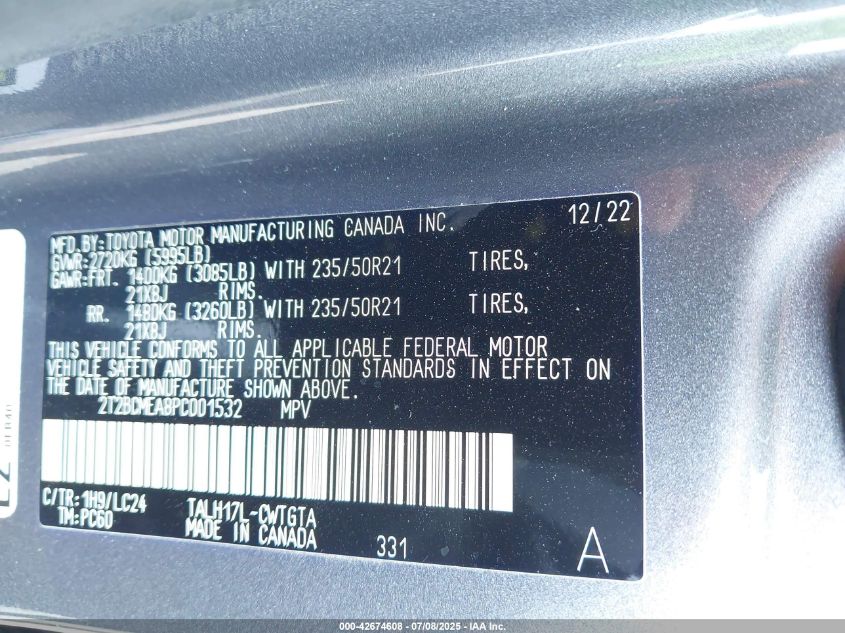 MFD. BY: TOYOTA MOTOR MANUFACTURING CANADA INC. 12/22
GVWR: 2720KG (5995LB)
GAWR: FRT. 1400KG (3085LB) WITH 235/50R21 TIRES,
21XBJ RIMS.
RR. 1480KG (3260LB) WITH 235/50R21 TIRES,
21XBJ RIMS.
THIS VEHICLE CONFORMS TO ALL APPLICABLE FEDERAL MOTOR
VEHICLE SAFETY AND THEFT PREVENTION STANDARDS IN EFFECT ON
THE DATE OF MANUFACTURE SHOWN ABOVE.
2T2BCMEA8PC001532 MPV
C/TR: 1H9/LC24 TALH17L-CWTGTA
TM: PC60 MADE IN CANADA 331 A
000-42674608 - 07/08/2025 - IAA Inc.